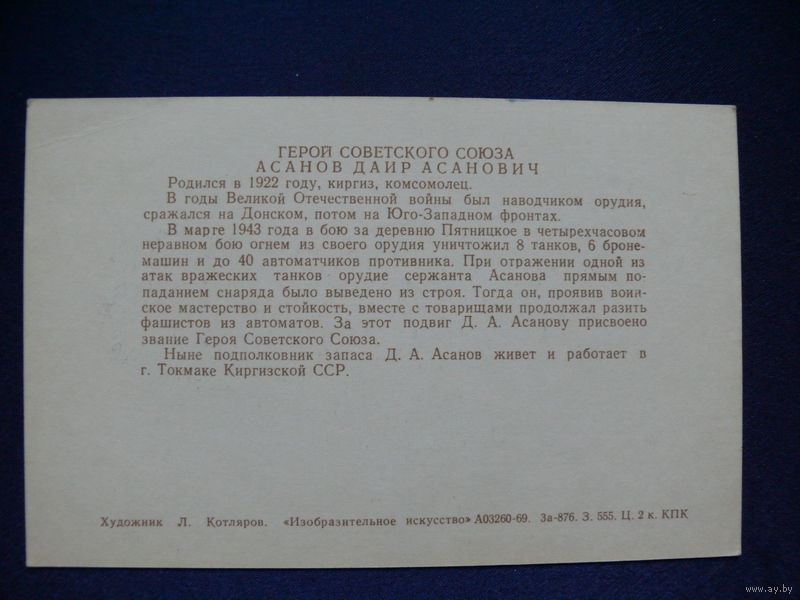 ГЕРОЙ СОВЕТСКОГО СОЮЗА
АСАНОВ ДАИР АСАНОВИЧ
Родился в 1922 году, киргиз, комсомолец.
В годы Великой Отечественной войны был наводчиком орудия,
сражался на Донском, потом на Юго-Западном фронтах.
В марте 1943 года в бою за деревню Пятницкое в четырехчасовом
неравном бою огнем из своего орудия уничтожил 8 танков, 6 броне-
машин и до 40 автоматчиков противника. При отражении одной из
атак вражеских танков орудие сержанта Асанова прямым по-
паданием снаряда было выведено из строя. Тогда он, проявив воин-
ское мастерство и стойкость, вместе с товарищами продолжал разить
фашистов из автоматов. За этот подвиг Д. А. Асанову присвоено
звание Героя Советского Союза.
Ныне подполковник запаса Д. А. Асанов живет и работает в
г. Токмаке Киргизской ССР.
Художник Л. Котляров. «Изобразительное искусство» А03260-69. За-876. З. 555. Ц. 2 к. КПК
www.ay.by